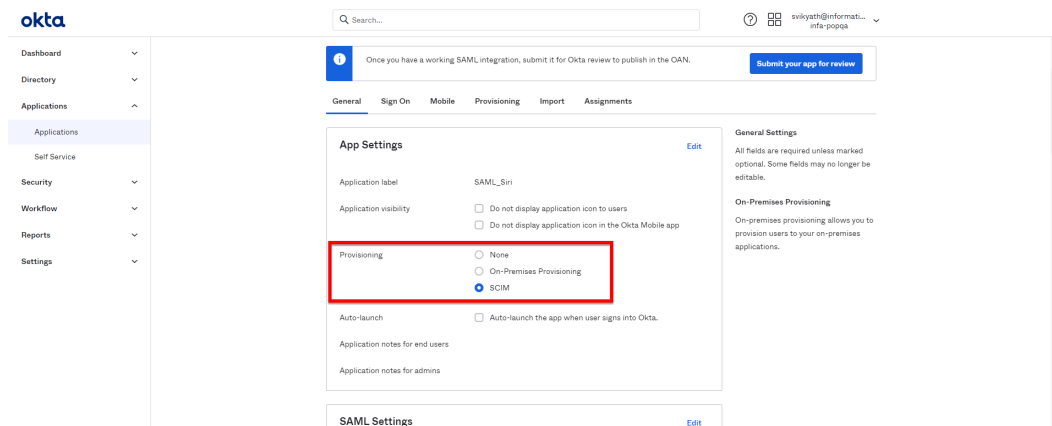 okta
Search...
svikyath@informati...
infa-popqa
Dashboard
Directory
Applications
Applications
Self Service
Security
Workflow
Reports
Settings
Once you have a working SAML integration, submit it for Okta review to publish in the OAN.
Submit your app for review
General Sign On Mobile Provisioning Import Assignments
App Settings
Edit
Application label SAML_Siri
Application visibility Do not display application icon to users
Do not display application icon in the Okta Mobile app
Provisioning None
On-Premises Provisioning
SCIM
Auto-launch Auto-launch the app when user signs into Okta.
Application notes for end users
Application notes for admins
SAML Settings
Edit
General Settings
All fields are required unless marked
optional. Some fields may no longer be
editable.
On-Premises Provisioning
On-premises provisioning allows you to
provision users to your on-premises
applications.